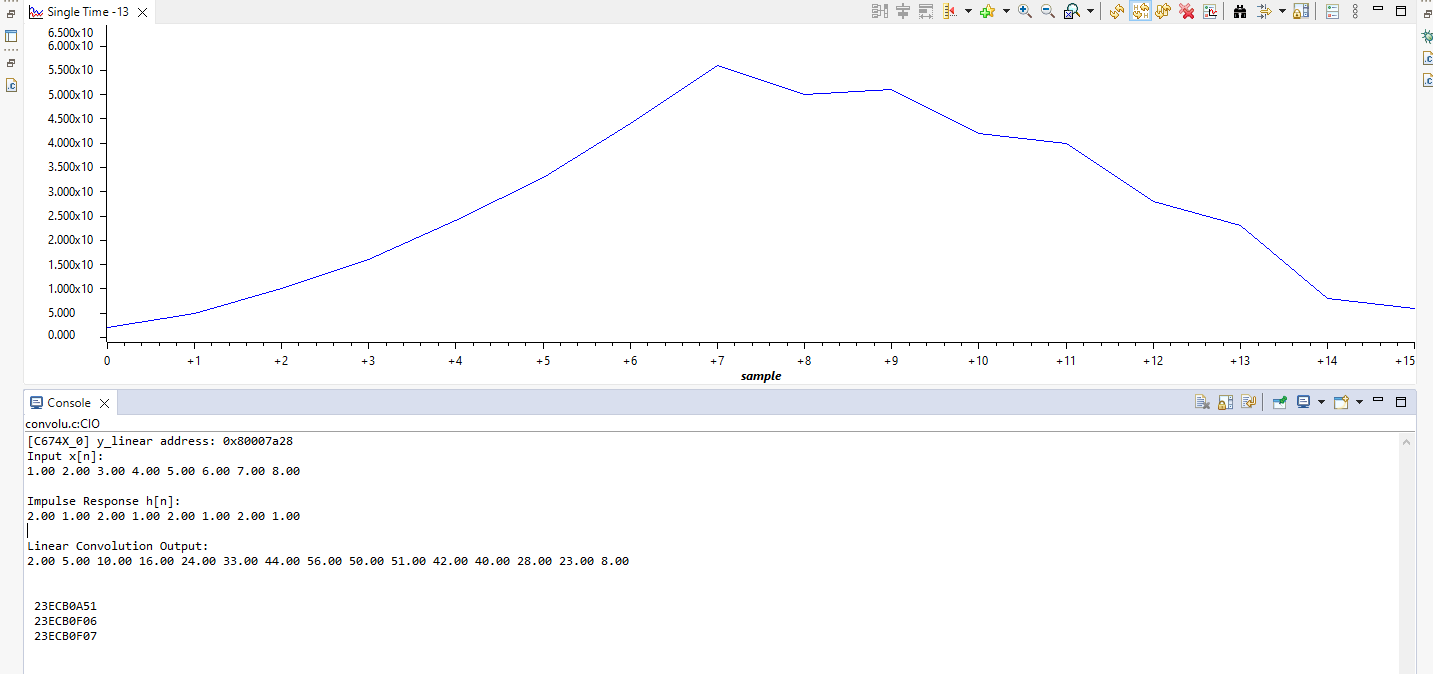 Single Time -13
6.500x10
6.000x10
5.500x10
5.000x10
4.500x10
4.000x10
3.500x10
3.000x10
2.500x10
2.000x10
1.500x10
1.000x10
5.000
0.000
0 +1 +2 +3 +4 +5 +6 +7 +8 +9 +10 +11 +12 +13 +14 +15
sample
Console
convolu.c:CIO
[C674X_0] y_linear address: 0x80007a28
Input x[n]:
1.00 2.00 3.00 4.00 5.00 6.00 7.00 8.00
Impulse Response h[n]:
2.00 1.00 2.00 1.00 2.00 1.00 2.00 1.00
Linear Convolution Output:
2.00 5.00 10.00 16.00 24.00 33.00 44.00 56.00 50.00 51.00 42.00 40.00 28.00 23.00 8.00
23ECB0A51
23ECB0F06
23ECB0F07